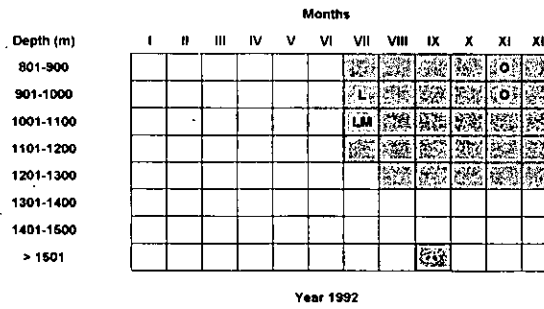 Months
Depth (m) I II III IV V VI VII VIII IX X XI XI
801-900 O
901-1000 L O
1001-1100 LM
1101-1200
1201-1300
1301-1400
1401-1500
> 1501
Year 1992